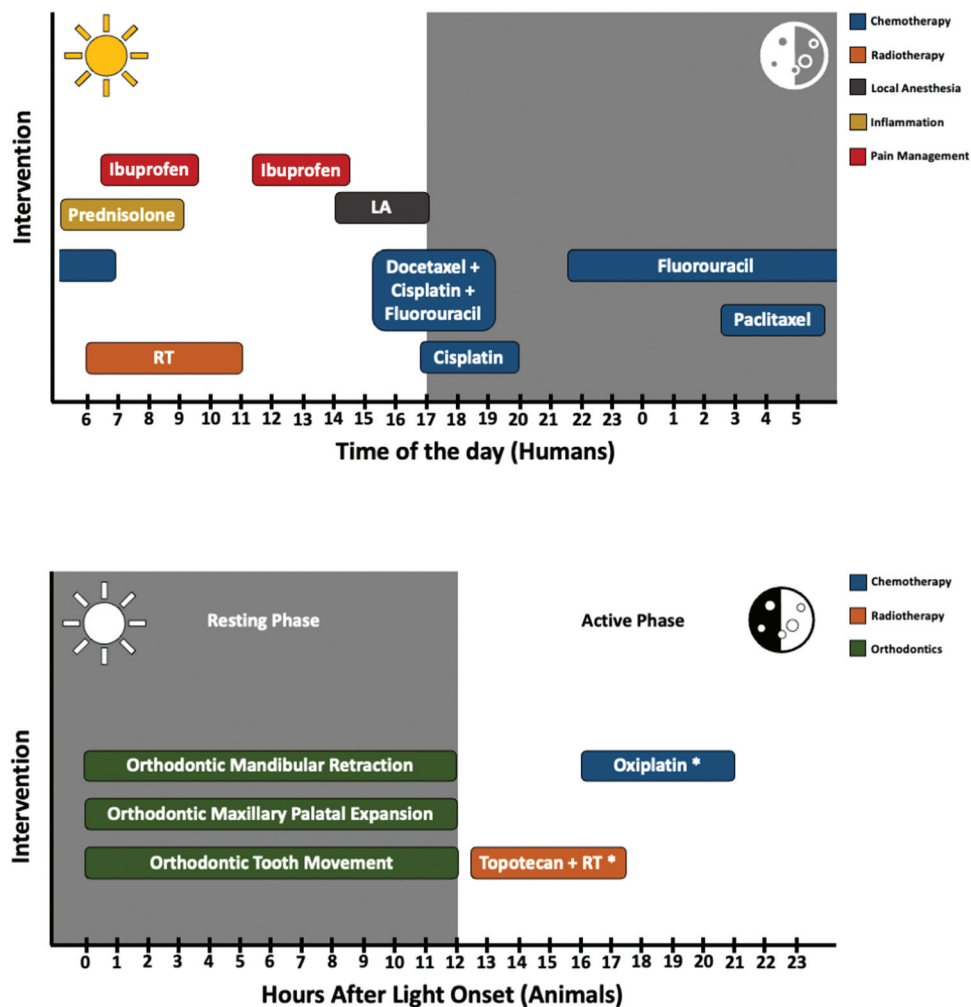 Chemotherapy
Radiotherapy
Local Anesthesia
Inflammation
Pain Management
Intervention
Ibuprofen
Ibuprofen
Prednisolone
LA
Docetaxel +
Cisplatin +
Fluorouracil
Fluorouracil
Paclitaxel
RT
Cisplatin
6 7 8 9 10 11 12 13 14 15 16 17 18 19 20 21 22 23 0 1 2 3 4 5
Time of the day (Humans)
Chemotherapy
Radiotherapy
Orthodontics
Resting Phase
Active Phase
Intervention
Orthodontic Mandibular Retraction
Oxiplatin *
Orthodontic Maxillary Palatal Expansion
Orthodontic Tooth Movement
Topotecan + RT *
0 1 2 3 4 5 6 7 8 9 10 11 12 13 14 15 16 17 18 19 20 21 22 23
Hours After Light Onset (Animals)